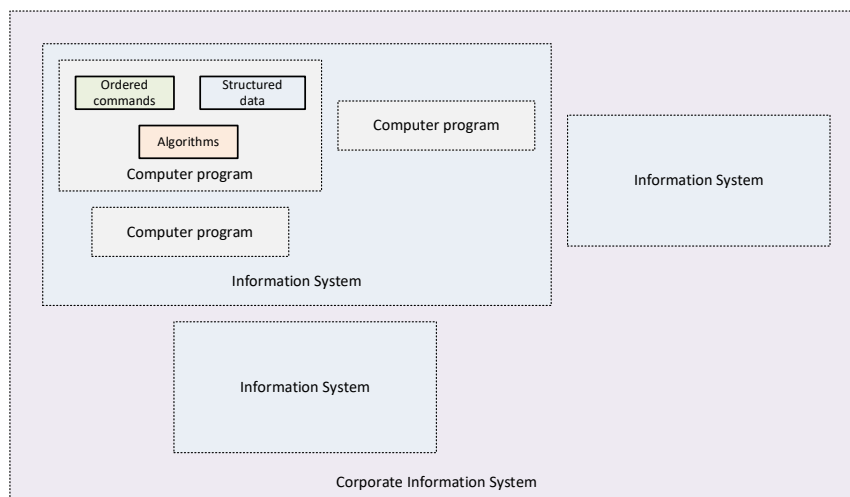 Ordered
commands
Structured
data
Algorithms
Computer program
Computer program
Computer program
Information System
Information System
Information System
Corporate Information System